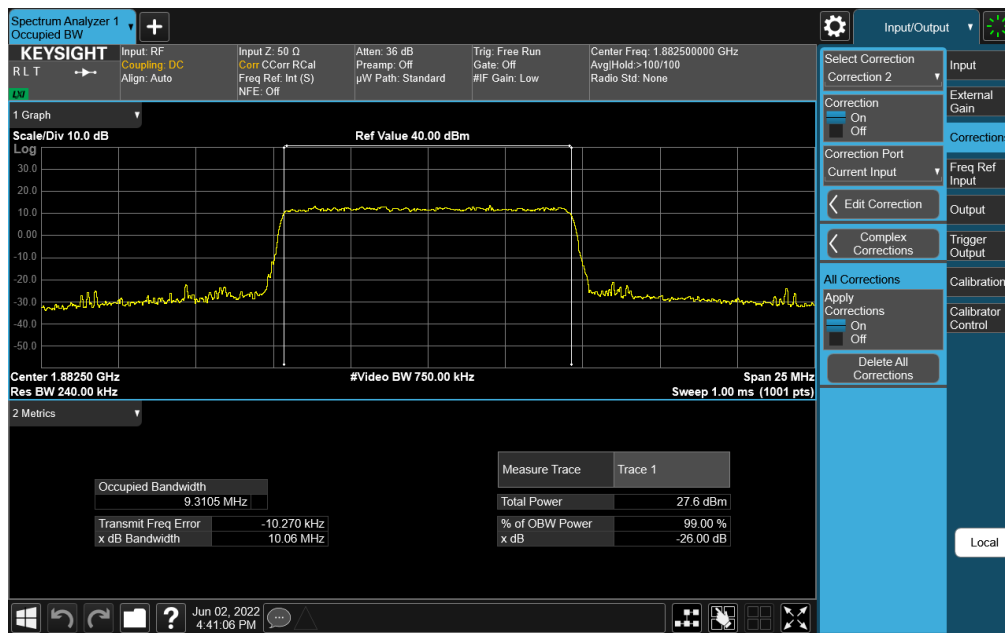 Spectrum Analyzer 1
Occupied BW
Input/Output
KEYSIGHT
R L T
LXI
Input: RF
Coupling: DC
Align: Auto
Input Z: 50 Ω
Corr CCorr RCal
Freq Ref: Int (S)
NFE: Off
Atten: 36 dB
Preamp: Off
µW Path: Standard
Trig: Free Run
Gate: Off
#IF Gain: Low
Center Freq: 1.882500000 GHz
Avg|Hold:>100/100
Radio Std: None
1 Graph
Scale/Div 10.0 dB
Ref Value 40.00 dBm
Log
30.0
20.0
10.0
0.00
-10.0
-20.0
-30.0
-40.0
-50.0
Center 1.88250 GHz
#Video BW 750.00 kHz
Span 25 MHz
Res BW 240.00 kHz
Sweep 1.00 ms (1001 pts)
2 Metrics
Occupied Bandwidth
9.3105 MHz
Transmit Freq Error
-10.270 kHz
x dB Bandwidth
10.06 MHz
Measure Trace
Trace 1
Total Power
27.6 dBm
% of OBW Power
99.00 %
x dB
-26.00 dB
Select Correction
Correction 2
Correction
On
Off
Correction Port
Current Input
Edit Correction
Complex
Corrections
All Corrections
Apply
Corrections
On
Off
Delete All
Corrections
Input
External
Gain
Corrections
Freq Ref
Input
Output
Trigger
Output
Calibration
Calibrator
Control
Local
Jun 02, 2022
4:41:06 PM